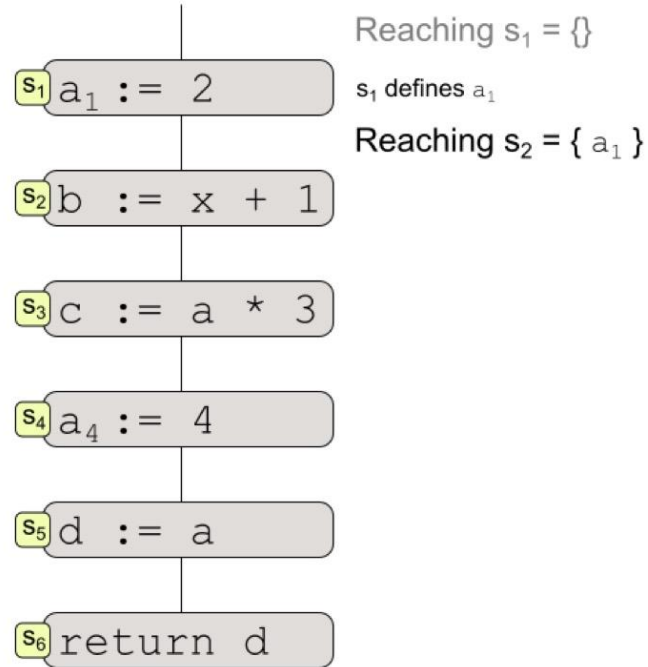 Reaching s₁ = {}
s₁ a₁ := 2
s₁ defines a₁
Reaching s₂ = { a₁ }
s₂ b := x + 1
s₃ c := a * 3
s₄ a₄ := 4
s₅ d := a
s₆ return d